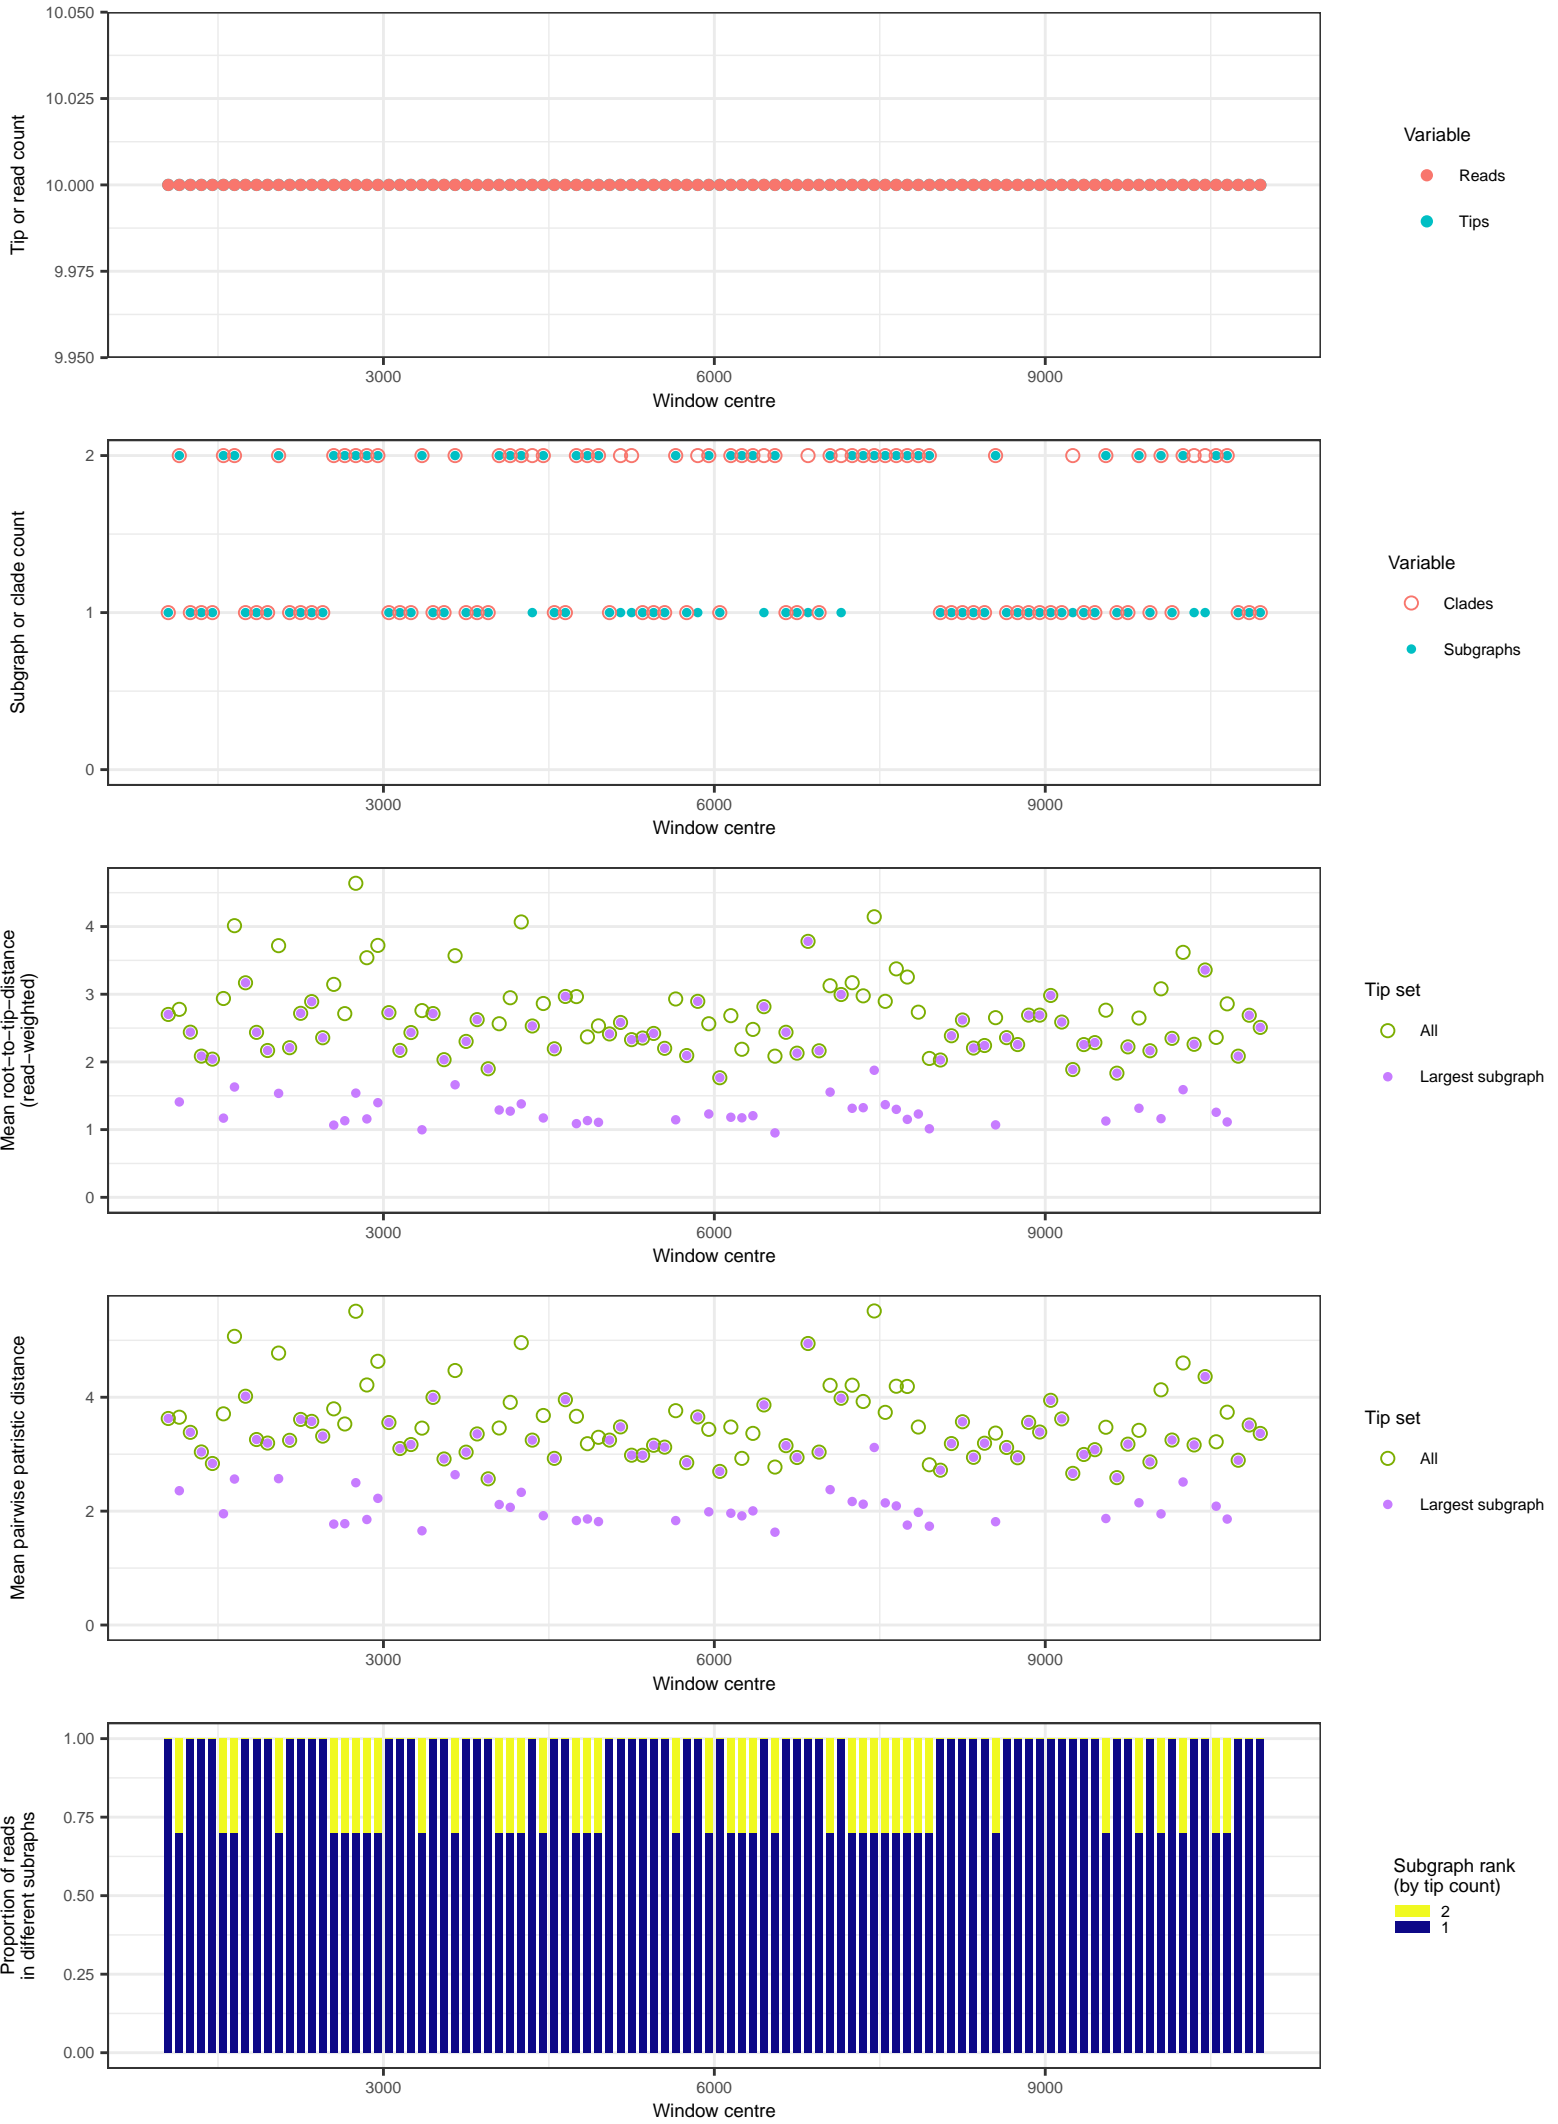 10.050
10.025
10.000
9.975
9.950
Tip or read count
3000 6000 9000
Window centre
Variable
Reads
Tips
2
1
0
Subgraph or clade count
3000 6000 9000
Window centre
Variable
Clades
Subgraphs
4
3
2
1
0
Mean root−to−tip−distance
(read−weighted)
3000 6000 9000
Window centre
Tip set
All
Largest subgraph
4
2
0
Mean pairwise patristic distance
3000 6000 9000
Window centre
Tip set
All
Largest subgraph
1.00
0.75
0.50
0.25
0.00
Proportion of reads
in different subraphs
3000 6000 9000
Window centre
Subgraph rank
(by tip count)
2
1